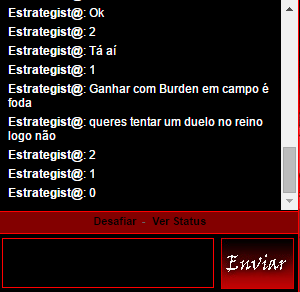 Estrategist@: Ok
Estrategist@: 2
Estrategist@: Tá aí
Estrategist@: 1
Estrategist@: Ganhar com Burden em campo é
foda
Estrategist@: queres tentar um duelo no reino
logo não
Estrategist@: 2
Estrategist@: 1
Estrategist@: 0
Desafiar - Ver Status
Enviar